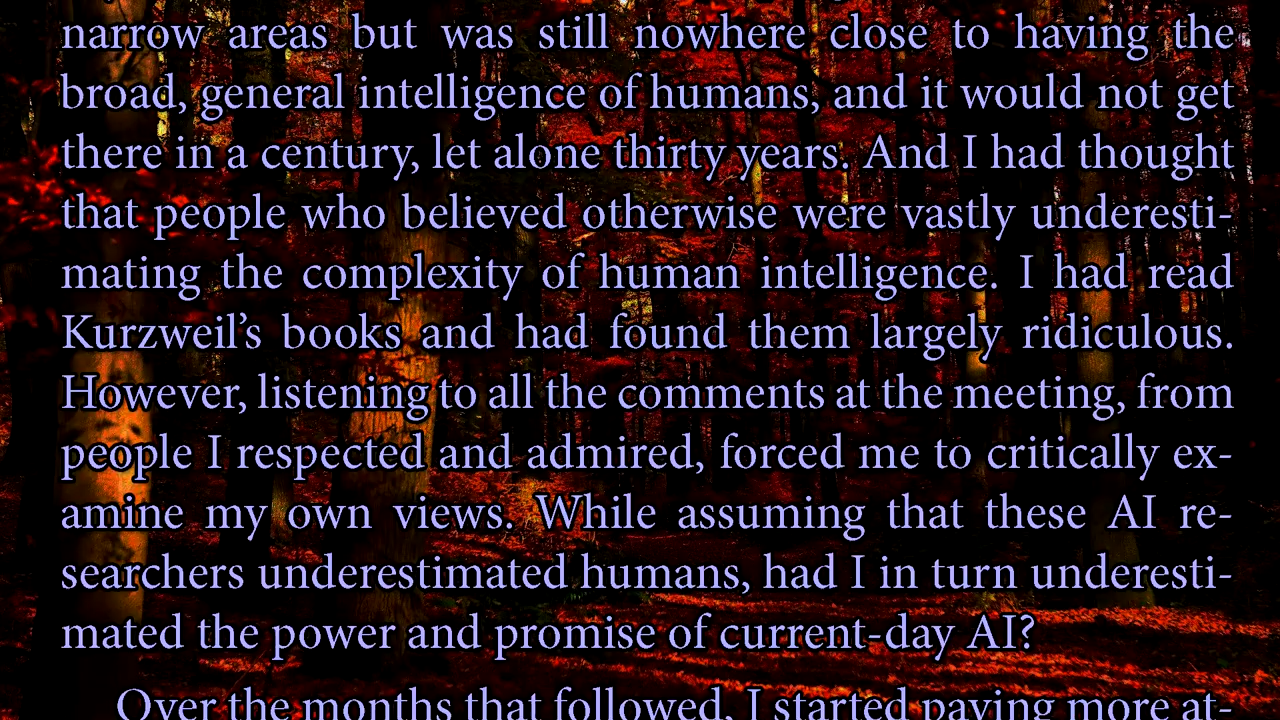 narrow areas but was still nowhere close to having the
broad, general intelligence of humans, and it would not get
there in a century, let alone thirty years. And I had thought
that people who believed otherwise were vastly underesti-
mating the complexity of human intelligence. I had read
Kurzweil’s books and had found them largely ridiculous.
However, listening to all the comments at the meeting, from
people I respected and admired, forced me to critically ex-
amine my own views. While assuming that these AI re-
searchers underestimated humans, had I in turn underesti-
mated the power and promise of current-day AI?
Over the months that followed, I started paying more at-